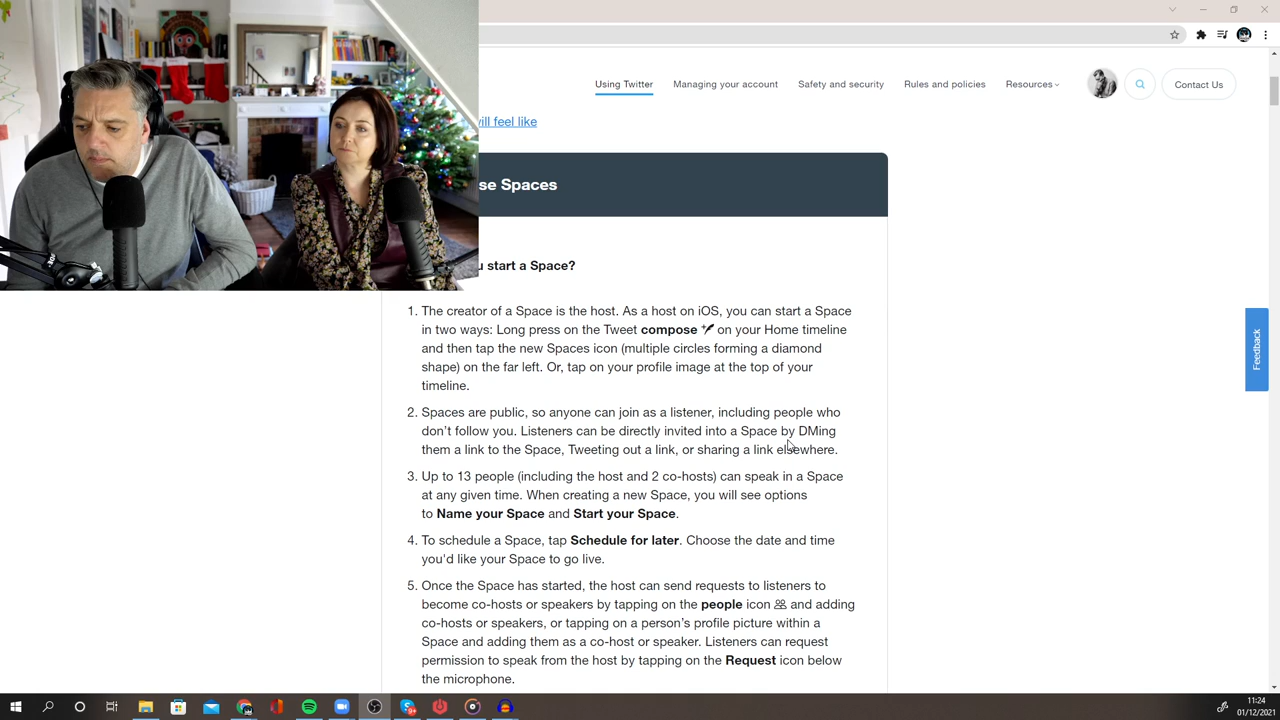 Using Twitter
Managing your account
Safety and security
Rules and policies
Resources
Contact Us
will feel like
se Spaces
u start a Space?
1. The creator of a Space is the host. As a host on iOS, you can start a Space
in two ways: Long press on the Tweet compose on your Home timeline
and then tap the new Spaces icon (multiple circles forming a diamond
shape) on the far left. Or, tap on your profile image at the top of your
timeline.
2. Spaces are public, so anyone can join as a listener, including people who
don’t follow you. Listeners can be directly invited into a Space by DMing
them a link to the Space, Tweeting out a link, or sharing a link elsewhere.
3. Up to 13 people (including the host and 2 co-hosts) can speak in a Space
at any given time. When creating a new Space, you will see options
to Name your Space and Start your Space.
4. To schedule a Space, tap Schedule for later. Choose the date and time
you'd like your Space to go live.
5. Once the Space has started, the host can send requests to listeners to
become co-hosts or speakers by tapping on the people icon and adding
co-hosts or speakers, or tapping on a person’s profile picture within a
Space and adding them as a co-host or speaker. Listeners can request
permission to speak from the host by tapping on the Request icon below
the microphone.
Feedback
11:24
01/12/2021